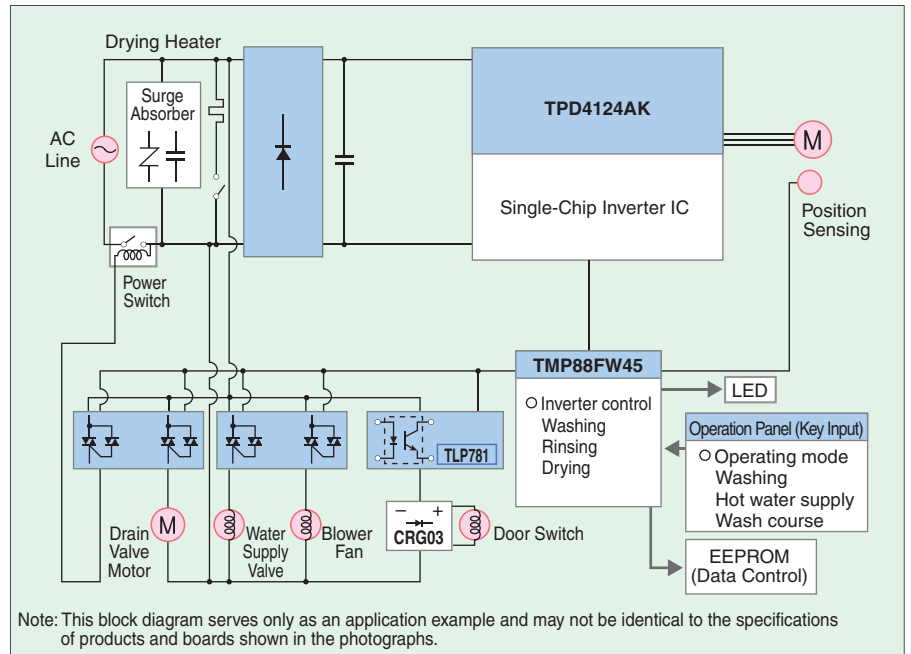 Drying Heater
Surge
Absorber
AC
Line
TPD4124AK
M
Single-Chip Inverter IC
Position
Sensing
Power
Switch
TMP88FW45
Inverter control
Washing
Rinsing
Drying
LED
Operation Panel (Key Input)
Operating mode
Washing
Hot water supply
Wash course
TLP781
M
Drain
Valve
Motor
Water
Supply
Valve
Blower
Fan
− +
CRG03
Door Switch
EEPROM
(Data Control)
Note: This block diagram serves only as an application example and may not be identical to the specifications
of products and boards shown in the photographs.